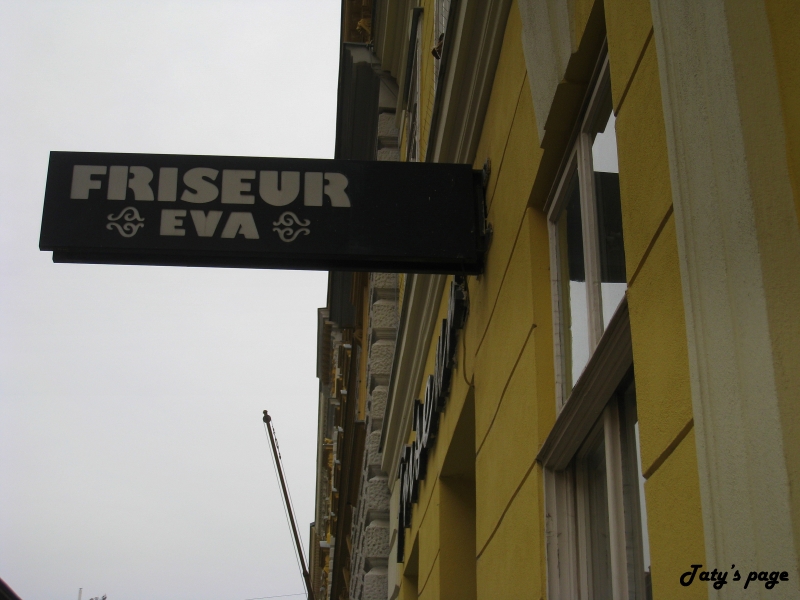 FRISEUR
EVA
Taty's page